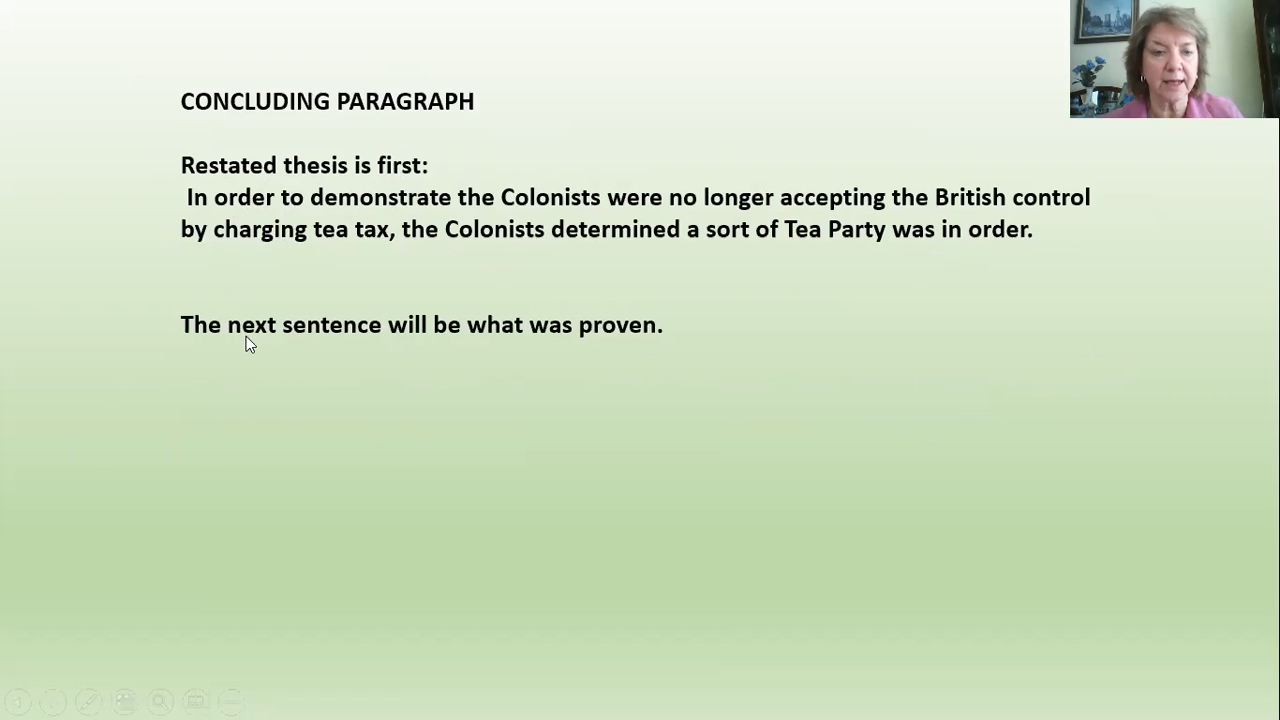 CONCLUDING PARAGRAPH
Restated thesis is first:
In order to demonstrate the Colonists were no longer accepting the British control
by charging tea tax, the Colonists determined a sort of Tea Party was in order.
The next sentence will be what was proven.